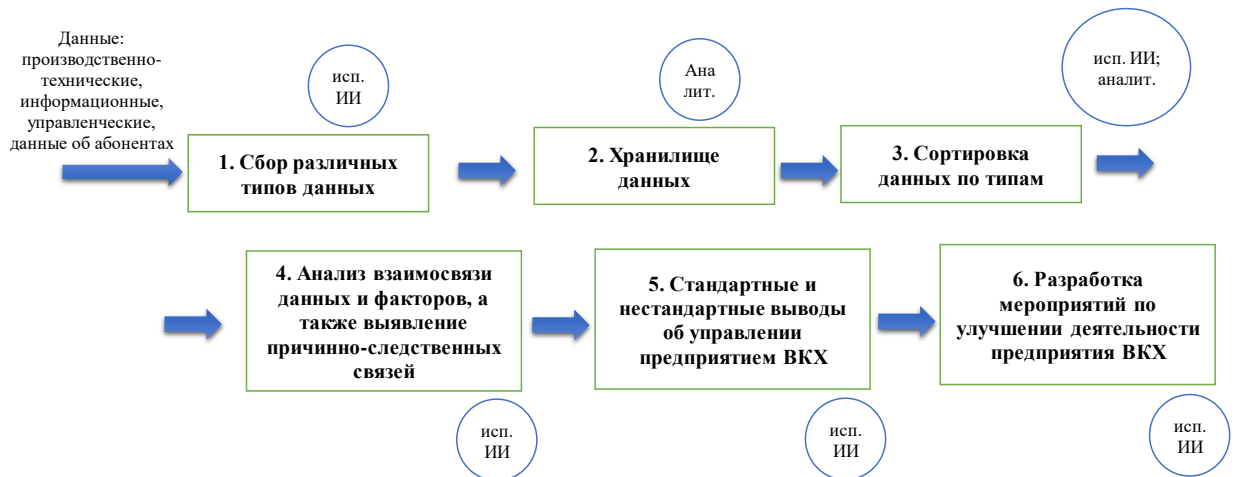 Данные:
производственно-
технические,
информационные,
управленческие,
данные об абонентах
исп.
ИИ
1. Сбор различных
типов данных
Ана
лит.
2. Хранилище
данных
исп. ИИ;
аналит.
3. Сортировка
данных по типам
4. Анализ взаимосвязи
данных и факторов, а
также выявление
причинно-следственных
связей
исп.
ИИ
5. Стандартные и
нестандартные выводы
об управлении
предприятием ВКХ
исп.
ИИ
6. Разработка
мероприятий по
улучшении деятельности
предприятия ВКХ
исп.
ИИ